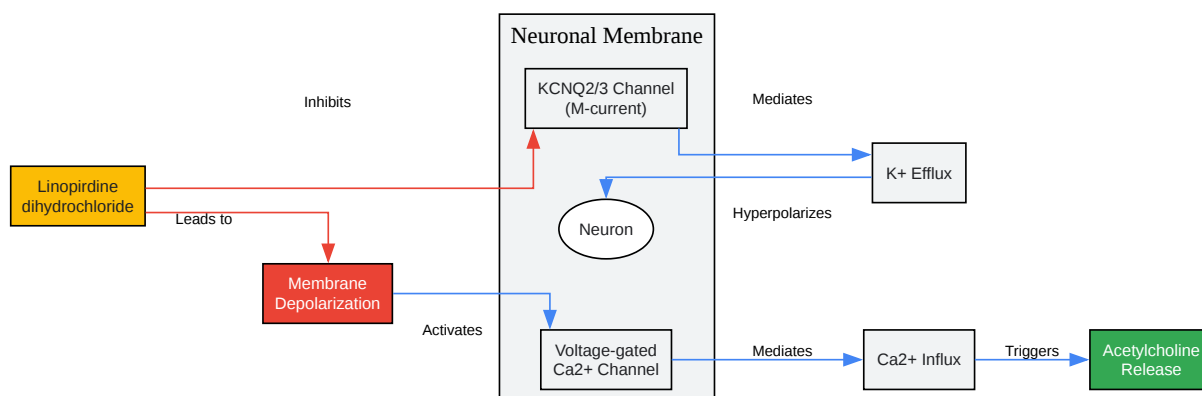 Neuronal Membrane
KCNQ2/3 Channel
(M-current)
Inhibits
Mediates
K+ Efflux
Linopirdine
dihydrochloride
Leads to
Hyperpolarizes
Neuron
Membrane
Depolarization
Activates
Voltage-gated
Ca2+ Channel
Mediates
Ca2+ Influx
Triggers
Acetylcholine
Release